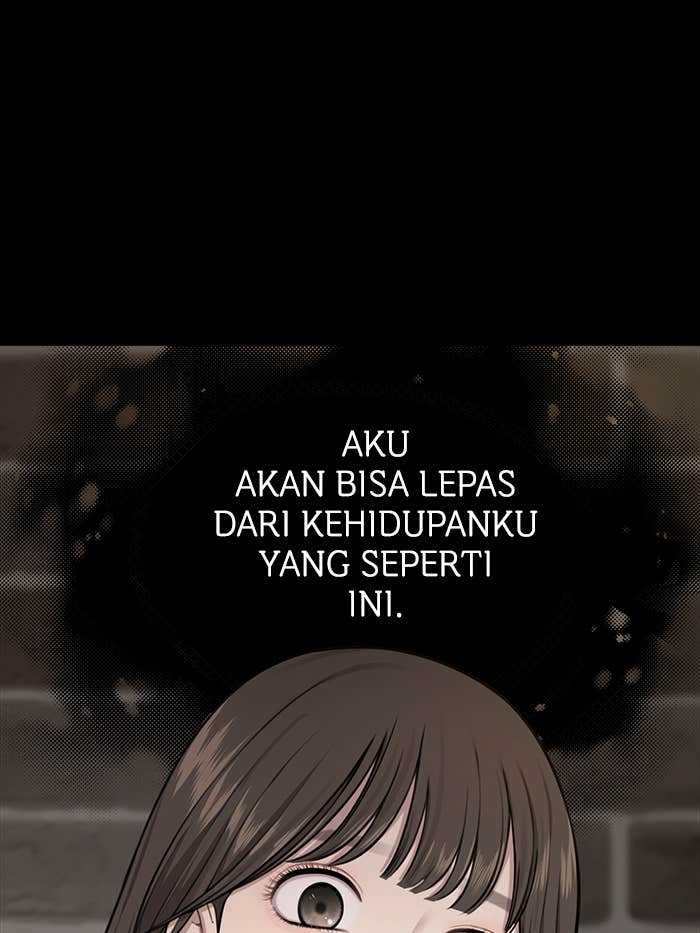 AKU
AKAN BISA LEPAS
DARI KEHIDUPANKU
YANG SEPERTI
INI.